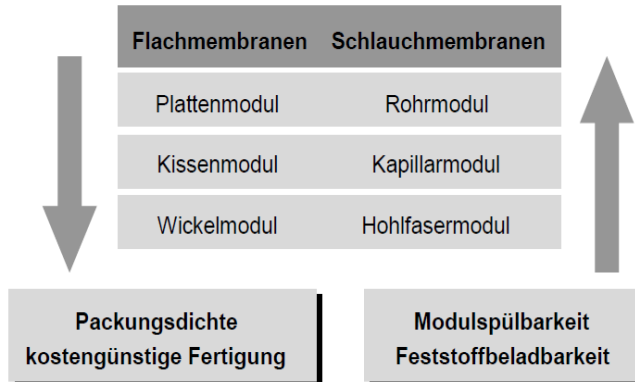 Flachmembranen Schlauchmembranen
Plattenmodul Rohrmodul
Kissenmodul Kapillarmodul
Wickelmodul Hohlfasermodul
Packungsdichte
kostengünstige Fertigung
Modulspülbarkeit
Feststoffbeladbarkeit